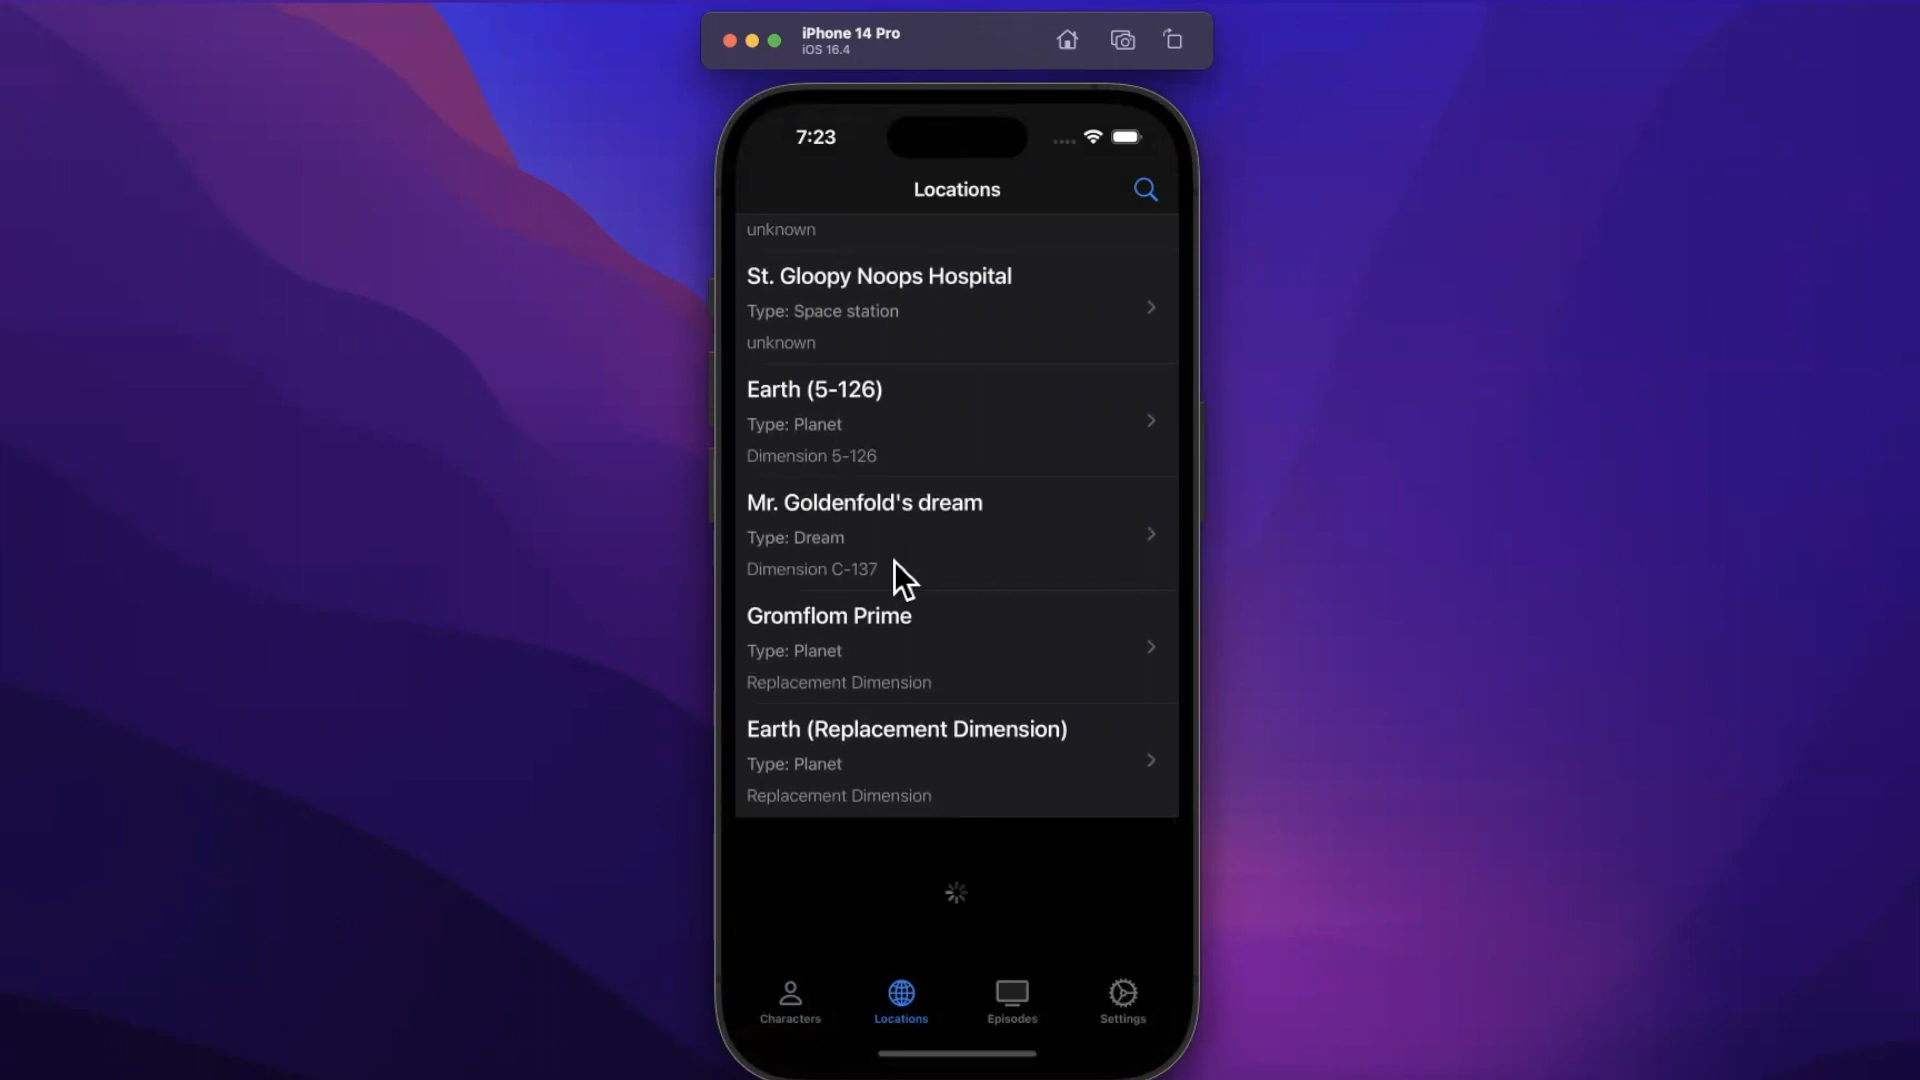 iPhone 14 Pro
iOS 16.4
7:23
Locations
unknown
St. Gloopy Noops Hospital
Type: Space station
unknown
Earth (5-126)
Type: Planet
Dimension 5-126
Mr. Goldenfold's dream
Type: Dream
Dimension C-137
Gromflom Prime
Type: Planet
Replacement Dimension
Earth (Replacement Dimension)
Type: Planet
Replacement Dimension
Characters
Locations
Episodes
Settings